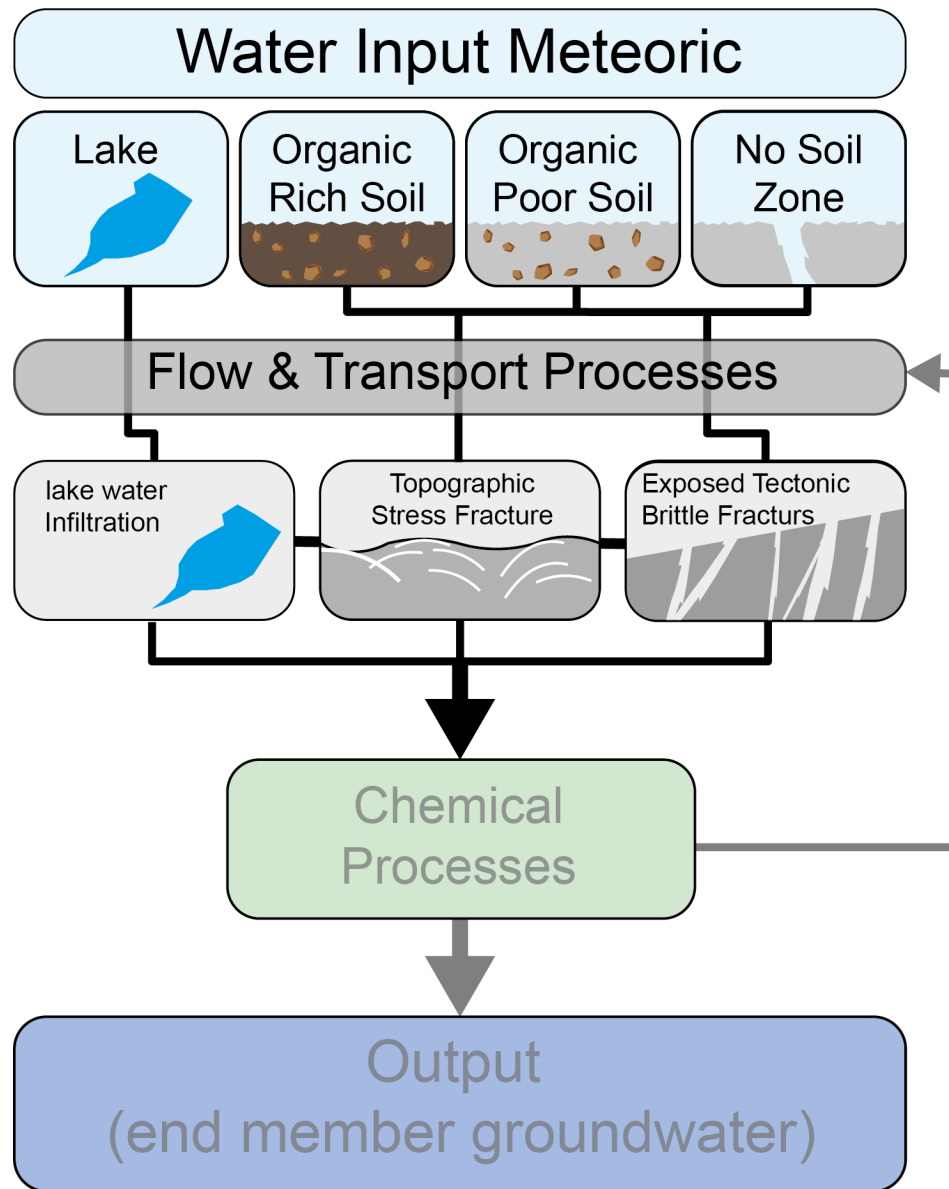 Water Input Meteoric
Lake
Organic
Rich Soil
Organic
Poor Soil
No Soil
Zone
Flow & Transport Processes
lake water
Infiltration
Topographic
Stress Fracture
Exposed Tectonic
Brittle Fracturs
Chemical
Processes
Output
(end member groundwater)